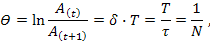 Θ = ln A₍ₜ₎ / A₍ₜ₊₁₎ = δ · T = T / τ = 1 / N ,